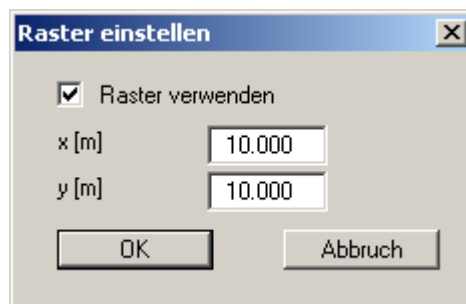 Raster einstellen
Raster verwenden
x [m] 10.000
y [m] 10.000
OK Abbruch